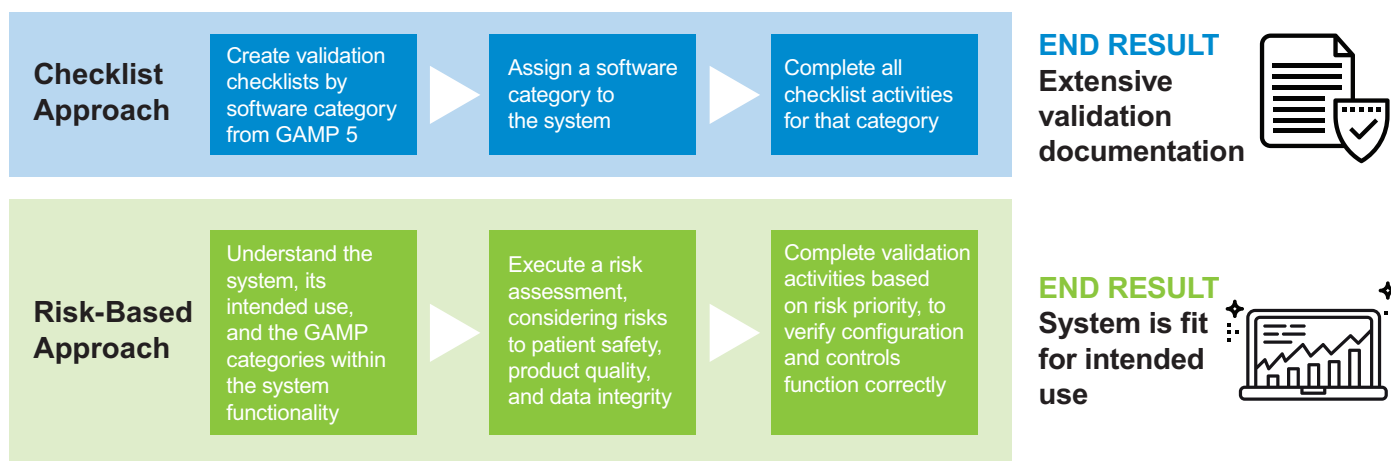 Checklist
Approach
Create validation
checklists by
software category
from GAMP 5
Assign a software
category to
the system
Complete all
checklist activities
for that category
END RESULT
Extensive
validation
documentation
Risk-Based
Approach
Understand the
system, its
intended use,
and the GAMP
categories within
the system
functionality
Execute a risk
assessment,
considering risks
to patient safety,
product quality,
and data integrity
Complete validation
activities based
on risk priority, to
verify configuration
and controls
function correctly
END RESULT
System is fit
for intended
use